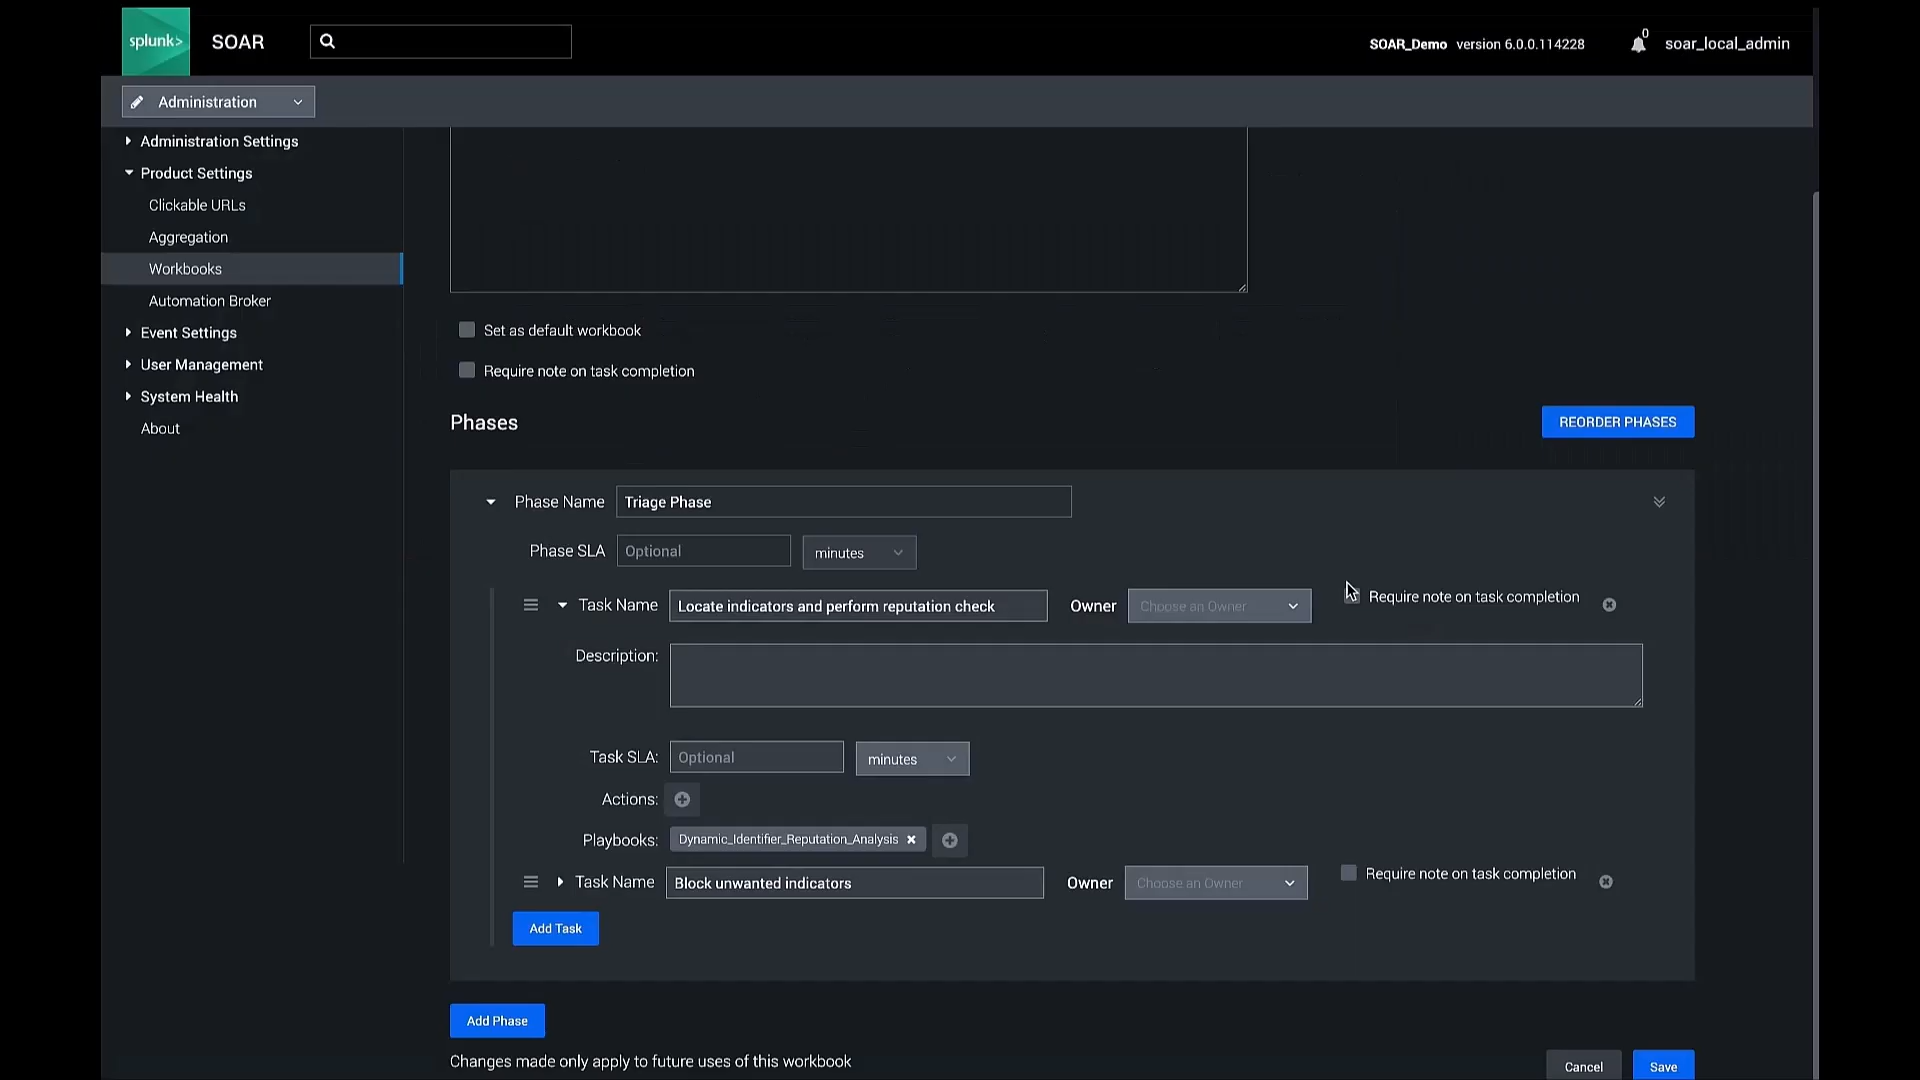 splunk>
SOAR
SOAR_Demo version 6.0.0.114228
0
soar_local_admin
Administration
Administration Settings
Product Settings
Clickable URLs
Aggregation
Workbooks
Automation Broker
Event Settings
User Management
System Health
About
Set as default workbook
Require note on task completion
Phases
REORDER PHASES
Phase Name Triage Phase
Phase SLA Optional minutes
Task Name Locate indicators and perform reputation check Owner Choose an Owner Require note on task completion
Description:
Task SLA: Optional minutes
Actions:
Playbooks: Dynamic_Identifier_Reputation_Analysis
Task Name Block unwanted indicators Owner Choose an Owner Require note on task completion
Add Task
Add Phase
Changes made only apply to future uses of this workbook
Cancel Save